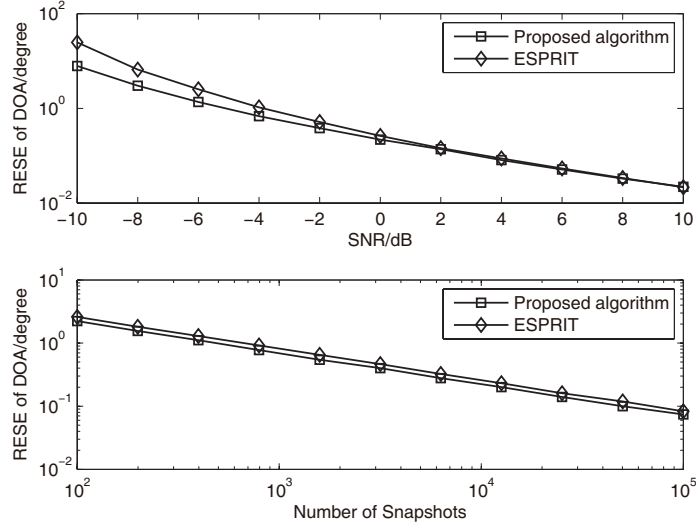 10^2
10^0
10^-2
RESE of DOA/degree
Proposed algorithm
ESPRIT
−10 −8 −6 −4 −2 0 2 4 6 8 10
SNR/dB
10^1
10^0
10^-1
10^-2
RESE of DOA/degree
Proposed algorithm
ESPRIT
10^2 10^3 10^4 10^5
Number of Snapshots